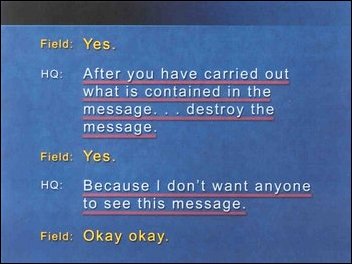 Field: Yes.
HQ: After you have carried out
what is contained in the
message. . . destroy the
message.
Field: Yes.
HQ: Because I don't want anyone
to see this message.
Field: Okay okay.